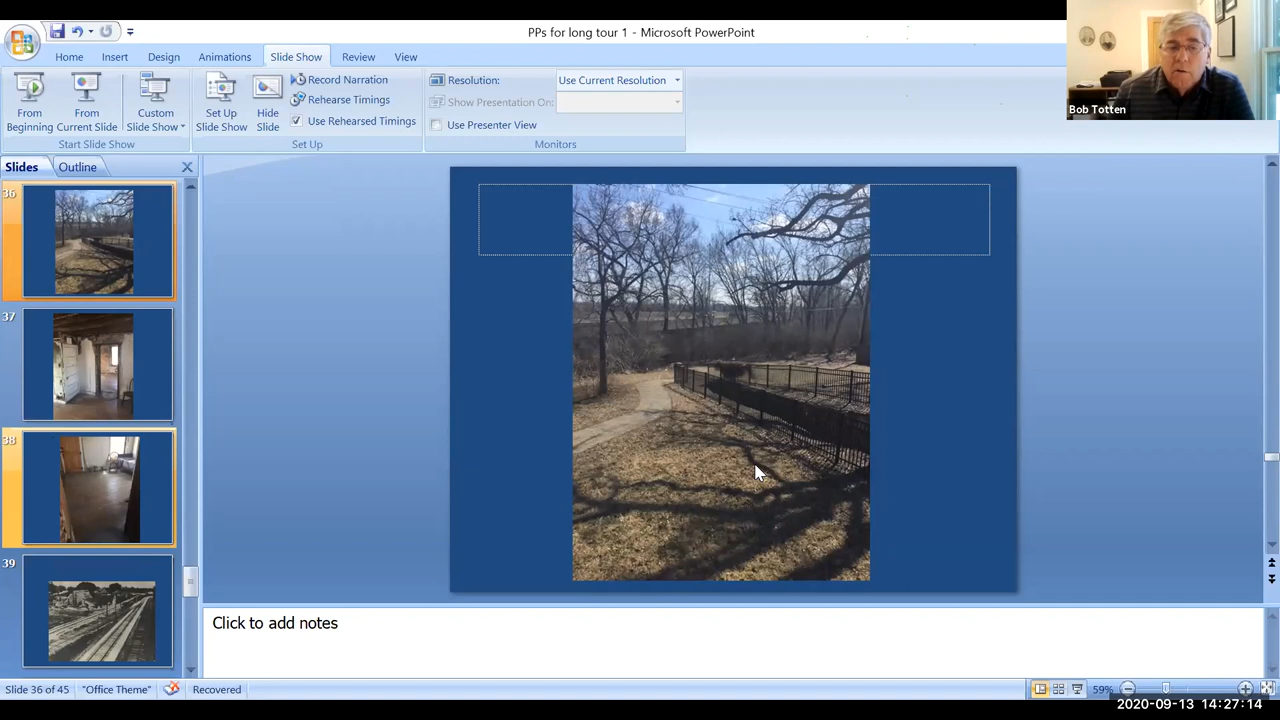 PPs for long tour 1 - Microsoft PowerPoint
Home Insert Design Animations Slide Show Review View
From Beginning
From Current Slide
Custom Slide Show
Start Slide Show
Set Up Slide Show
Hide Slide
Record Narration
Rehearse Timings
Use Rehearsed Timings
Set Up
Resolution: Use Current Resolution
Show Presentation On:
Use Presenter View
Monitors
Bob Totten
Slides Outline
36
37
38
39
Click to add notes
Slide 36 of 45 "Office Theme" Recovered 59%
2020-09-13 14:27:14